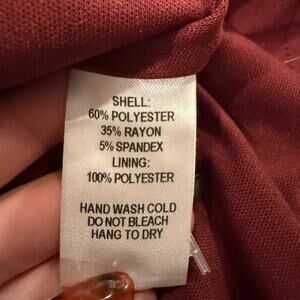 SHELL:
60% POLYESTER
35% RAYON
5% SPANDEX
LINING:
100% POLYESTER
HAND WASH COLD
DO NOT BLEACH
HANG TO DRY